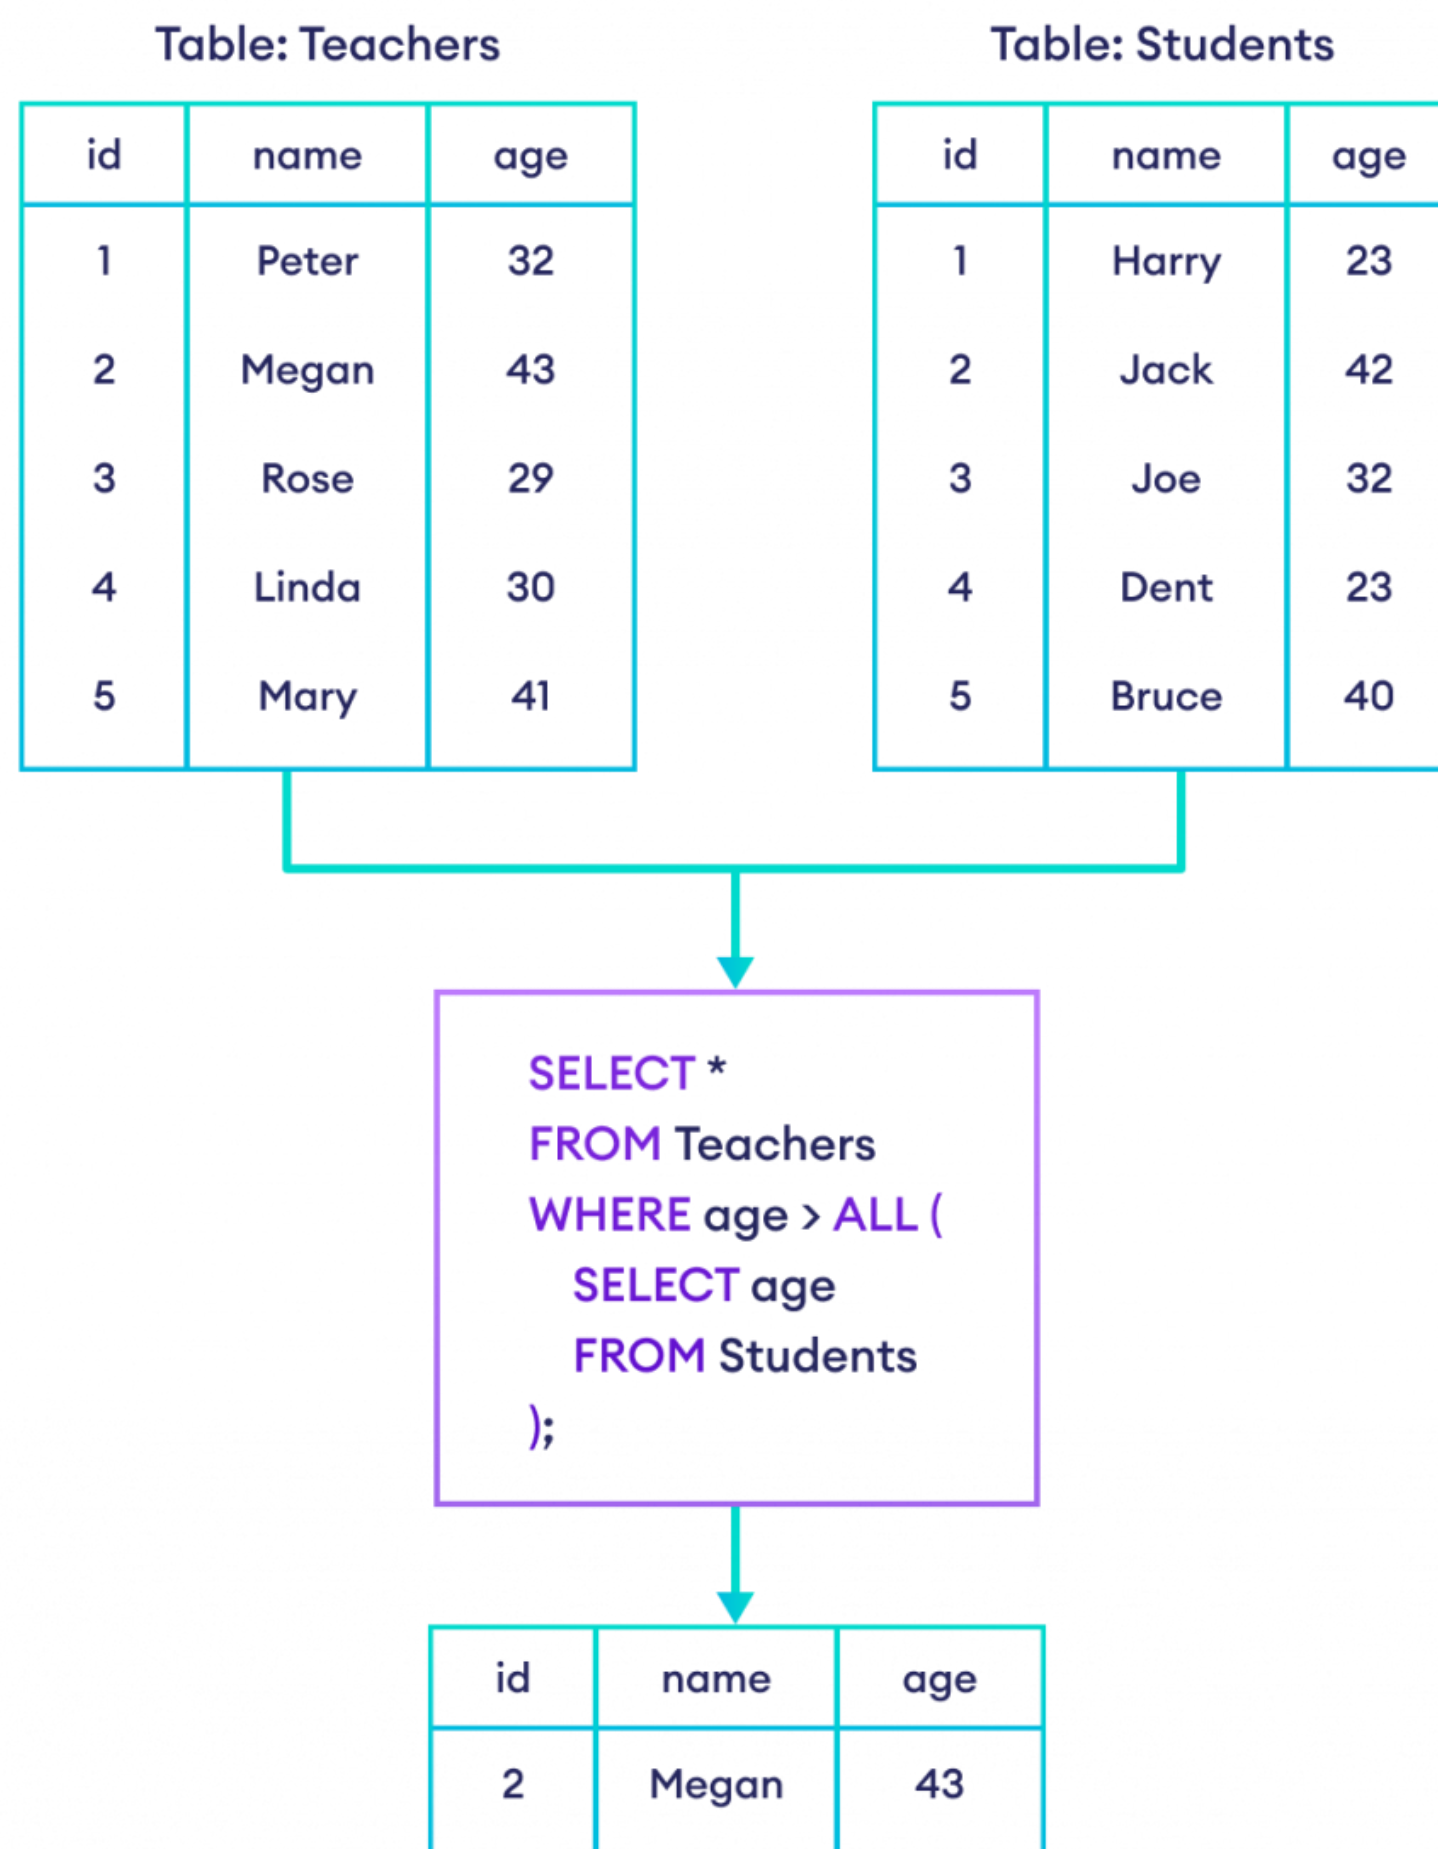 Table: Teachers
id name age
1 Peter 32
2 Megan 43
3 Rose 29
4 Linda 30
5 Mary 41
Table: Students
id name age
1 Harry 23
2 Jack 42
3 Joe 32
4 Dent 23
5 Bruce 40
SELECT *
FROM Teachers
WHERE age > ALL (
SELECT age
FROM Students
);
id name age
2 Megan 43